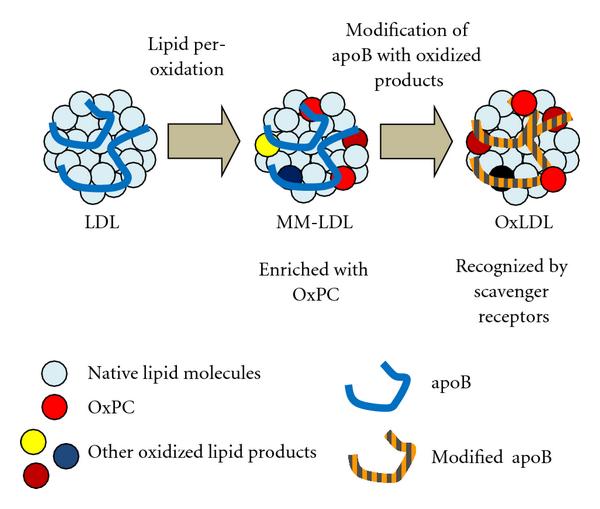 Lipid per-
oxidation
Modification of
apoB with oxidized
products
LDL
MM-LDL
OxLDL
Enriched with
OxPC
Recognized by
scavenger
receptors
Native lipid molecules
OxPC
Other oxidized lipid products
apoB
Modified apoB